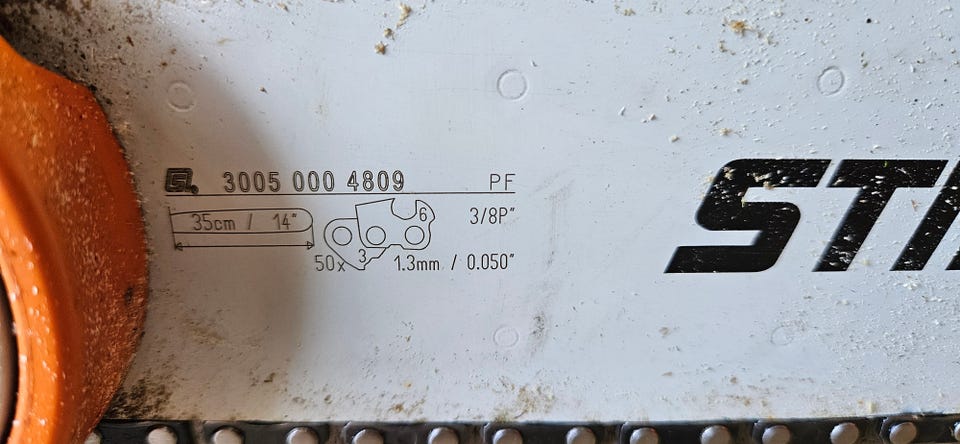 3005 000 4809 PF
35cm / 14" 6 3/8P"
50x 3 1.3mm / 0.050"
STI